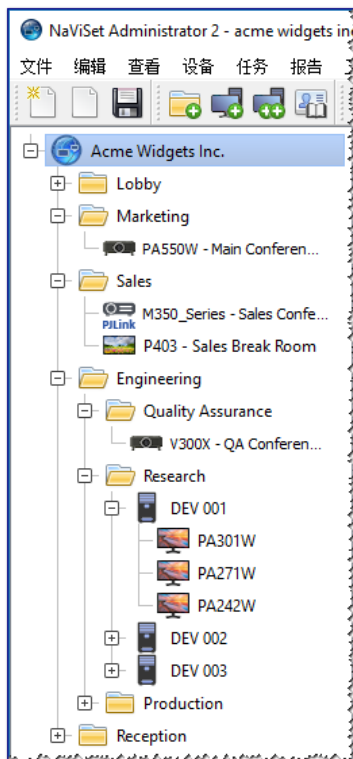 NaViSet Administrator 2 - acme widgets in
文件 编辑 查看 设备 任务 报告
Acme Widgets Inc.
Lobby
Marketing
PA550W - Main Conferen...
Sales
PJLink M350_Series - Sales Confe...
P403 - Sales Break Room
Engineering
Quality Assurance
V300X - QA Conferen...
Research
DEV 001
PA301W
PA271W
PA242W
DEV 002
DEV 003
Production
Reception